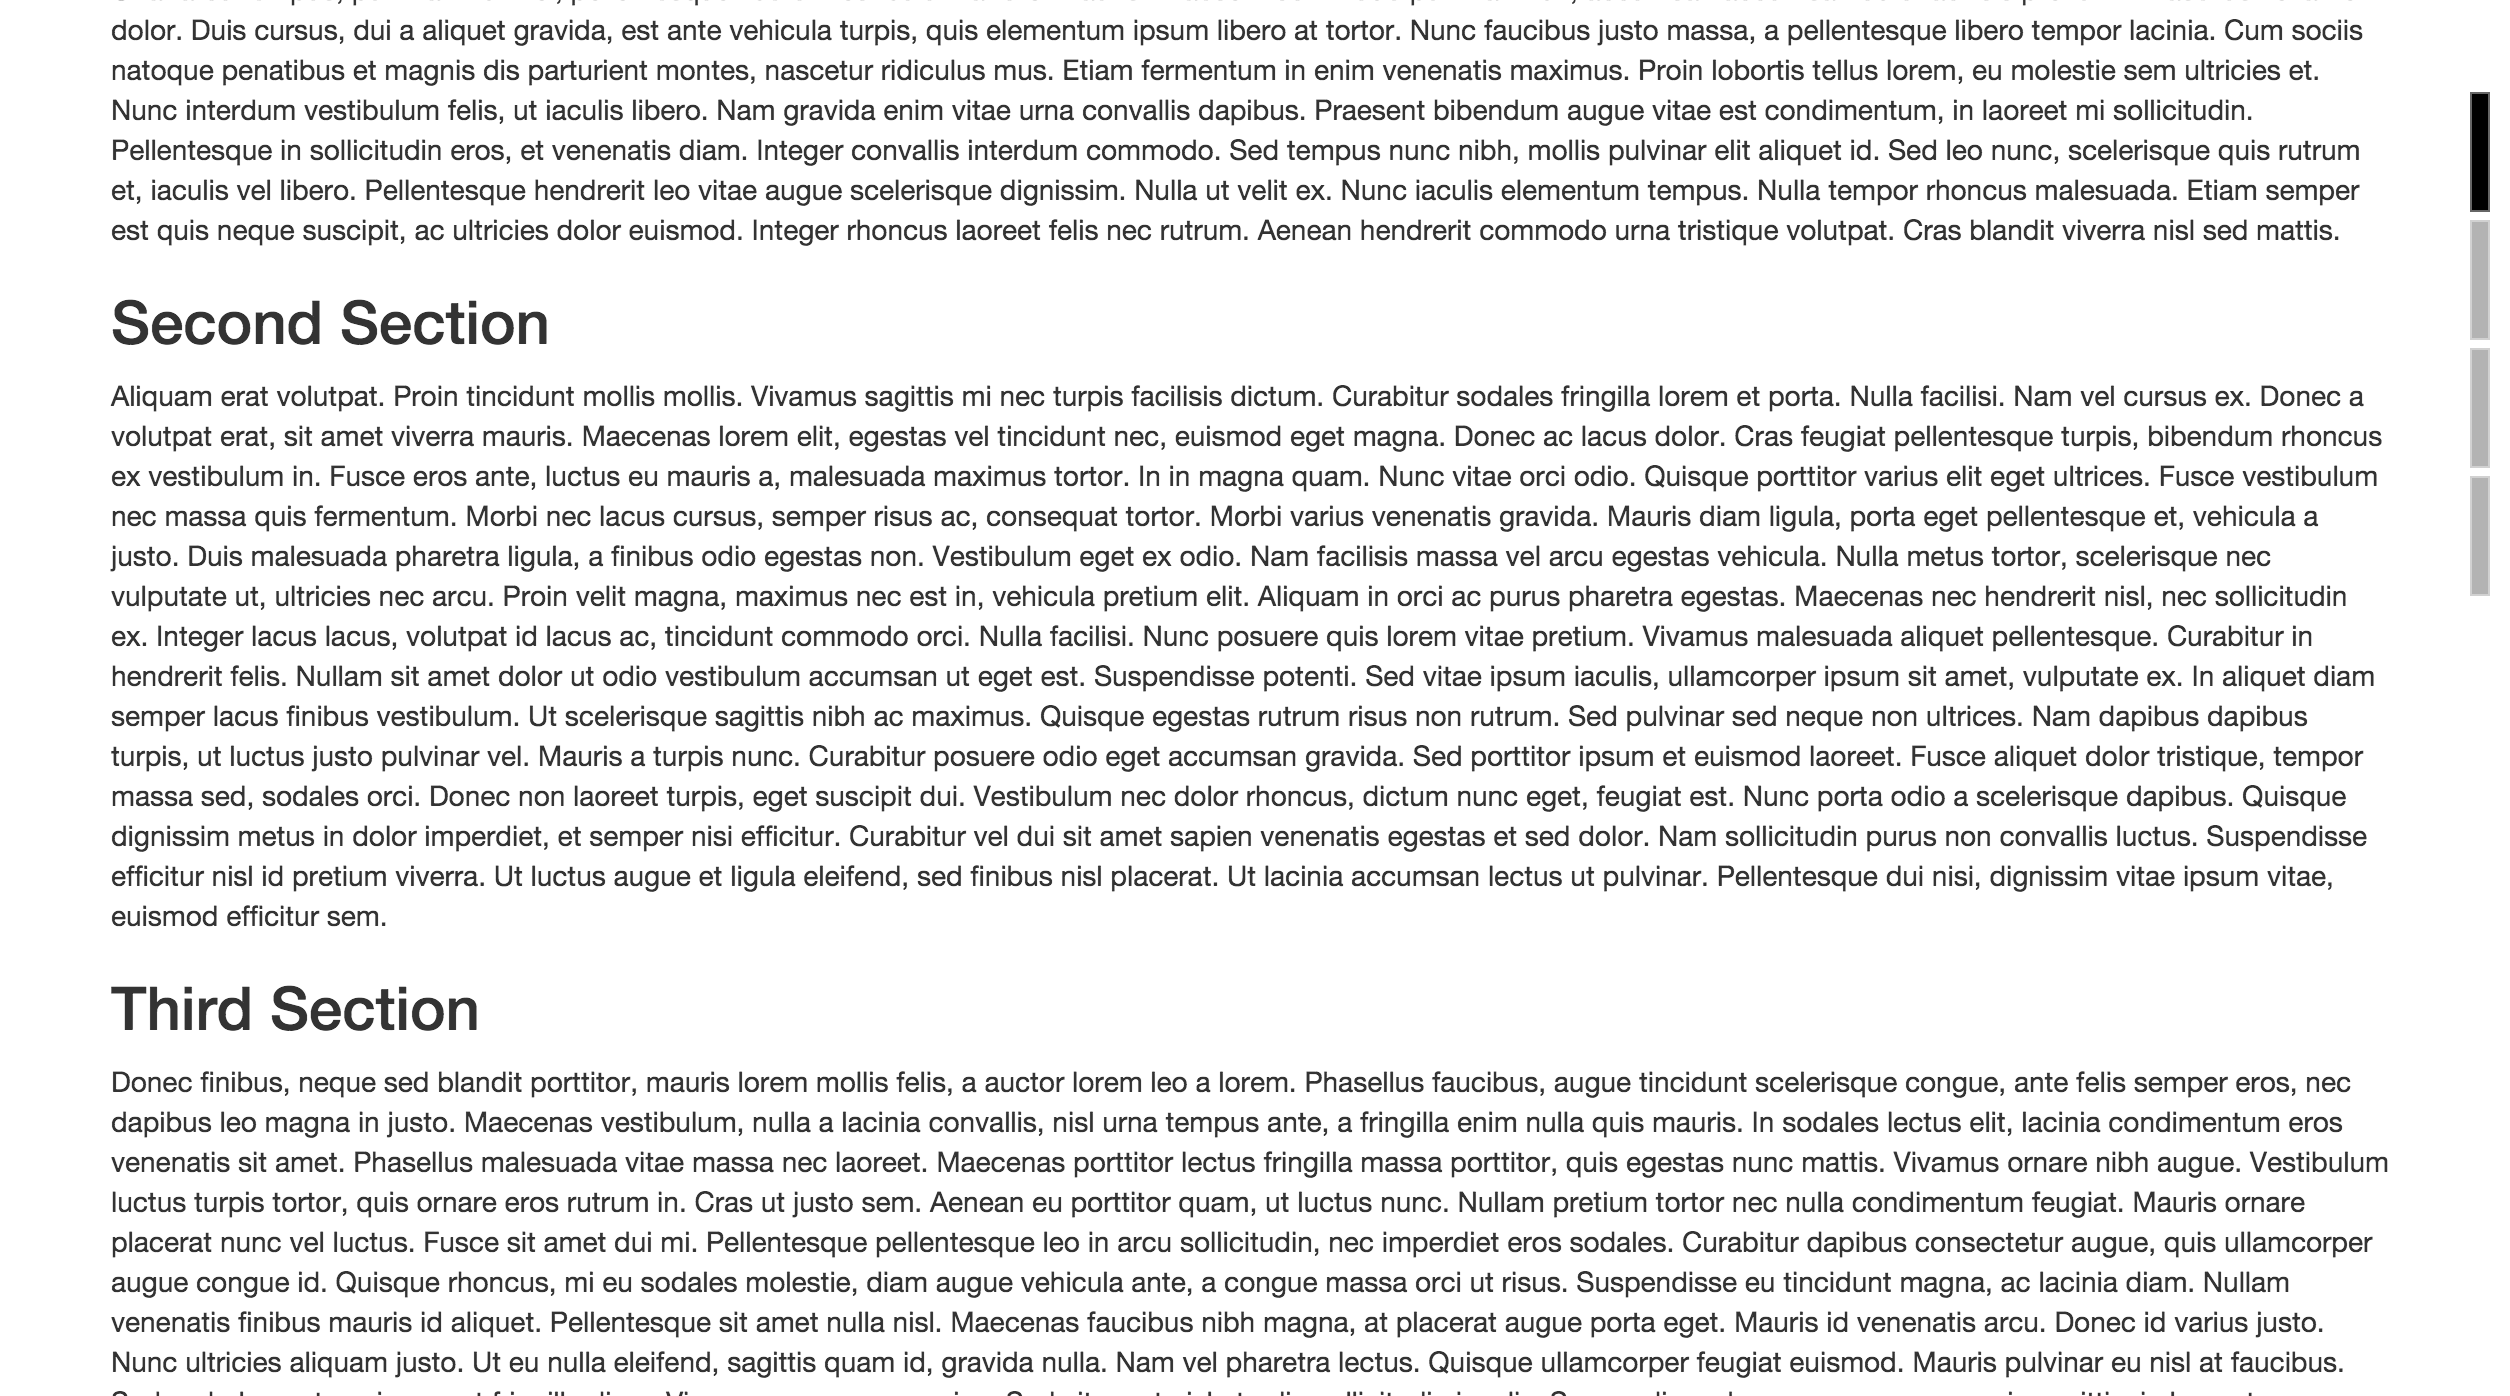 dolor. Duis cursus, dui a aliquet gravida, est ante vehicula turpis, quis elementum ipsum libero at tortor. Nunc faucibus justo massa, a pellentesque libero tempor lacinia. Cum sociis
natoque penatibus et magnis dis parturient montes, nascetur ridiculus mus. Etiam fermentum in enim venenatis maximus. Proin lobortis tellus lorem, eu molestie sem ultricies et.
Nunc interdum vestibulum felis, ut iaculis libero. Nam gravida enim vitae urna convallis dapibus. Praesent bibendum augue vitae est condimentum, in laoreet mi sollicitudin.
Pellentesque in sollicitudin eros, et venenatis diam. Integer convallis interdum commodo. Sed tempus nunc nibh, mollis pulvinar elit aliquet id. Sed leo nunc, scelerisque quis rutrum
et, iaculis vel libero. Pellentesque hendrerit leo vitae augue scelerisque dignissim. Nulla ut velit ex. Nunc iaculis elementum tempus. Nulla tempor rhoncus malesuada. Etiam semper
est quis neque suscipit, ac ultricies dolor euismod. Integer rhoncus laoreet felis nec rutrum. Aenean hendrerit commodo urna tristique volutpat. Cras blandit viverra nisl sed mattis.
Second Section
Aliquam erat volutpat. Proin tincidunt mollis mollis. Vivamus sagittis mi nec turpis facilisis dictum. Curabitur sodales fringilla lorem et porta. Nulla facilisi. Nam vel cursus ex. Donec a
volutpat erat, sit amet viverra mauris. Maecenas lorem elit, egestas vel tincidunt nec, euismod eget magna. Donec ac lacus dolor. Cras feugiat pellentesque turpis, bibendum rhoncus
ex vestibulum in. Fusce eros ante, luctus eu mauris a, malesuada maximus tortor. In in magna quam. Nunc vitae orci odio. Quisque porttitor varius elit eget ultrices. Fusce vestibulum
nec massa quis fermentum. Morbi nec lacus cursus, semper risus ac, consequat tortor. Morbi varius venenatis gravida. Mauris diam ligula, porta eget pellentesque et, vehicula a
justo. Duis malesuada pharetra ligula, a finibus odio egestas non. Vestibulum eget ex odio. Nam facilisis massa vel arcu egestas vehicula. Nulla metus tortor, scelerisque nec
vulputate ut, ultricies nec arcu. Proin velit magna, maximus nec est in, vehicula pretium elit. Aliquam in orci ac purus pharetra egestas. Maecenas nec hendrerit nisl, nec sollicitudin
ex. Integer lacus lacus, volutpat id lacus ac, tincidunt commodo orci. Nulla facilisi. Nunc posuere quis lorem vitae pretium. Vivamus malesuada aliquet pellentesque. Curabitur in
hendrerit felis. Nullam sit amet dolor ut odio vestibulum accumsan ut eget est. Suspendisse potenti. Sed vitae ipsum iaculis, ullamcorper ipsum sit amet, vulputate ex. In aliquet diam
semper lacus finibus vestibulum. Ut scelerisque sagittis nibh ac maximus. Quisque egestas rutrum risus non rutrum. Sed pulvinar sed neque non ultrices. Nam dapibus dapibus
turpis, ut luctus justo pulvinar vel. Mauris a turpis nunc. Curabitur posuere odio eget accumsan gravida. Sed porttitor ipsum et euismod laoreet. Fusce aliquet dolor tristique, tempor
massa sed, sodales orci. Donec non laoreet turpis, eget suscipit dui. Vestibulum nec dolor rhoncus, dictum nunc eget, feugiat est. Nunc porta odio a scelerisque dapibus. Quisque
dignissim metus in dolor imperdiet, et semper nisi efficitur. Curabitur vel dui sit amet sapien venenatis egestas et sed dolor. Nam sollicitudin purus non convallis luctus. Suspendisse
efficitur nisl id pretium viverra. Ut luctus augue et ligula eleifend, sed finibus nisl placerat. Ut lacinia accumsan lectus ut pulvinar. Pellentesque dui nisi, dignissim vitae ipsum vitae,
euismod efficitur sem.
Third Section
Donec finibus, neque sed blandit porttitor, mauris lorem mollis felis, a auctor lorem leo a lorem. Phasellus faucibus, augue tincidunt scelerisque congue, ante felis semper eros, nec
dapibus leo magna in justo. Maecenas vestibulum, nulla a lacinia convallis, nisl urna tempus ante, a fringilla enim nulla quis mauris. In sodales lectus elit, lacinia condimentum eros
venenatis sit amet. Phasellus malesuada vitae massa nec laoreet. Maecenas porttitor lectus fringilla massa porttitor, quis egestas nunc mattis. Vivamus ornare nibh augue. Vestibulum
luctus turpis tortor, quis ornare eros rutrum in. Cras ut justo sem. Aenean eu porttitor quam, ut luctus nunc. Nullam pretium tortor nec nulla condimentum feugiat. Mauris ornare
placerat nunc vel luctus. Fusce sit amet dui mi. Pellentesque pellentesque leo in arcu sollicitudin, nec imperdiet eros sodales. Curabitur dapibus consectetur augue, quis ullamcorper
augue congue id. Quisque rhoncus, mi eu sodales molestie, diam augue vehicula ante, a congue massa orci ut risus. Suspendisse eu tincidunt magna, ac lacinia diam. Nullam
venenatis finibus mauris id aliquet. Pellentesque sit amet nulla nisl. Maecenas faucibus nibh magna, at placerat augue porta eget. Mauris id venenatis arcu. Donec id varius justo.
Nunc ultricies aliquam justo. Ut eu nulla eleifend, sagittis quam id, gravida nulla. Nam vel pharetra lectus. Quisque ullamcorper feugiat euismod. Mauris pulvinar eu nisl at faucibus.